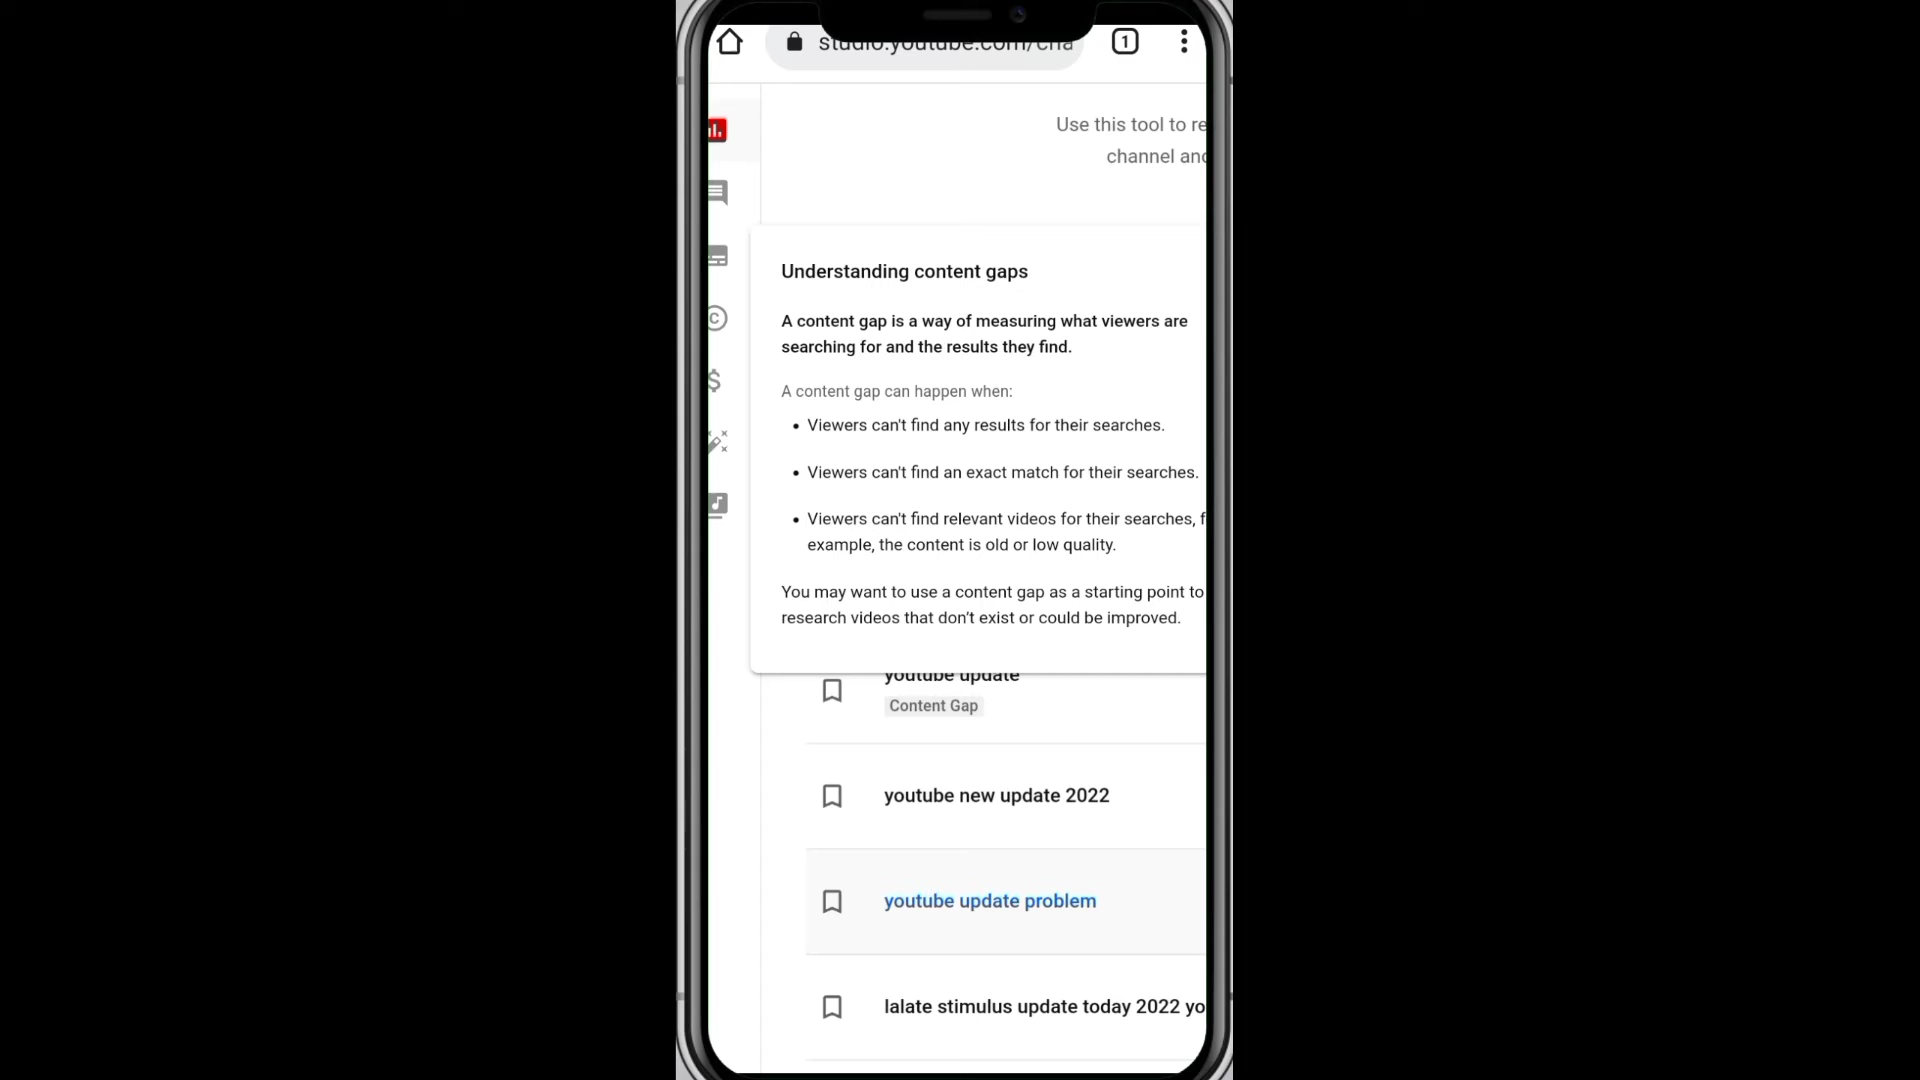 studio.youtube.com/cha
1
Use this tool to re
channel and
Understanding content gaps
A content gap is a way of measuring what viewers are
searching for and the results they find.
A content gap can happen when:
• Viewers can't find any results for their searches.
• Viewers can't find an exact match for their searches.
• Viewers can't find relevant videos for their searches, f
example, the content is old or low quality.
You may want to use a content gap as a starting point to
research videos that don’t exist or could be improved.
youtube update
Content Gap
youtube new update 2022
youtube update problem
lalate stimulus update today 2022 yo